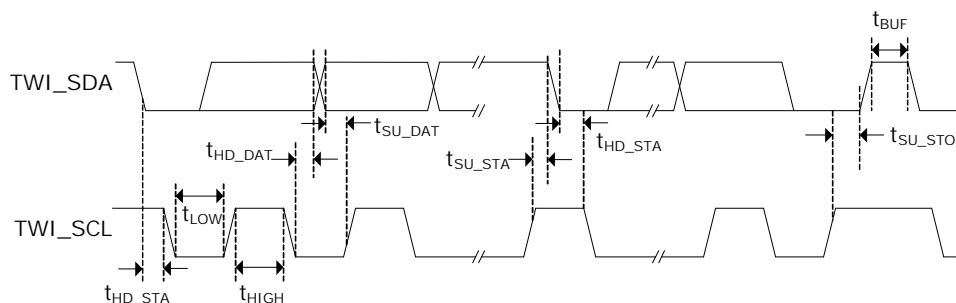 t_BUF
TWI_SDA
t_SU_DAT
t_HD_DAT
t_SU_STA
t_HD_STA
t_SU_STO
TWI_SCL
t_LOW
t_HD_STA
t_HIGH